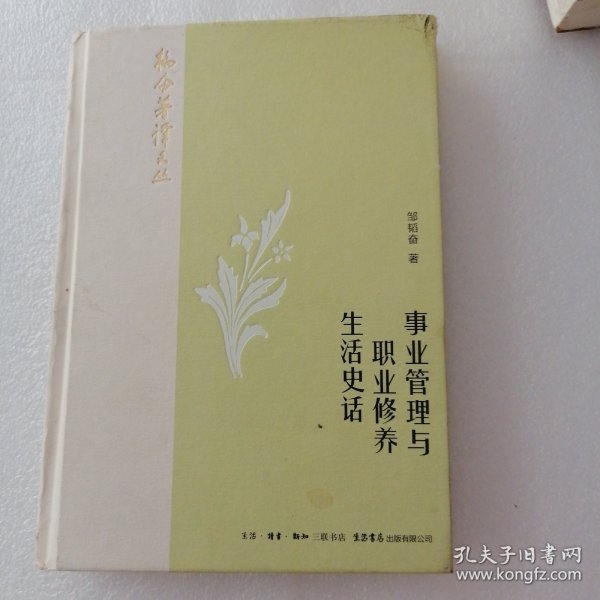 韬奋著译文丛
邹韬奋 著
事业管理与
职业修养
生活史话
生活·读书·新知 三联书店 生活书店出版有限公司
孔夫子旧书网
www.kongfz.com